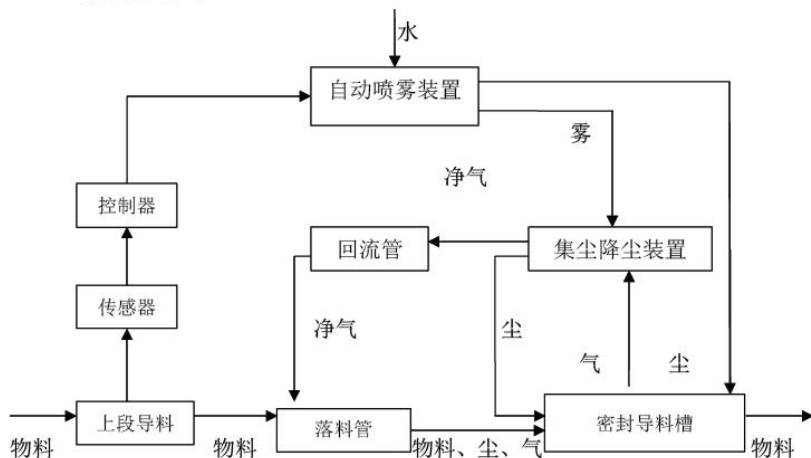 水
自动喷雾装置
雾
净气
控制器
回流管
集尘降尘装置
传感器
净气
尘
气
尘
上段导料
落料管
密封导料槽
物料
物料
物料、尘、气
物料